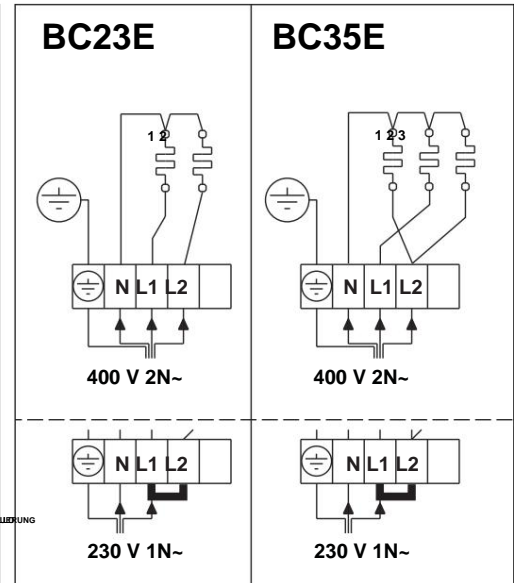 BC23E
BC35E
1 2
1 2 3
N L1 L2
N L1 L2
400 V 2N~
400 V 2N~
N L1 L2
N L1 L2
230 V 1N~
230 V 1N~